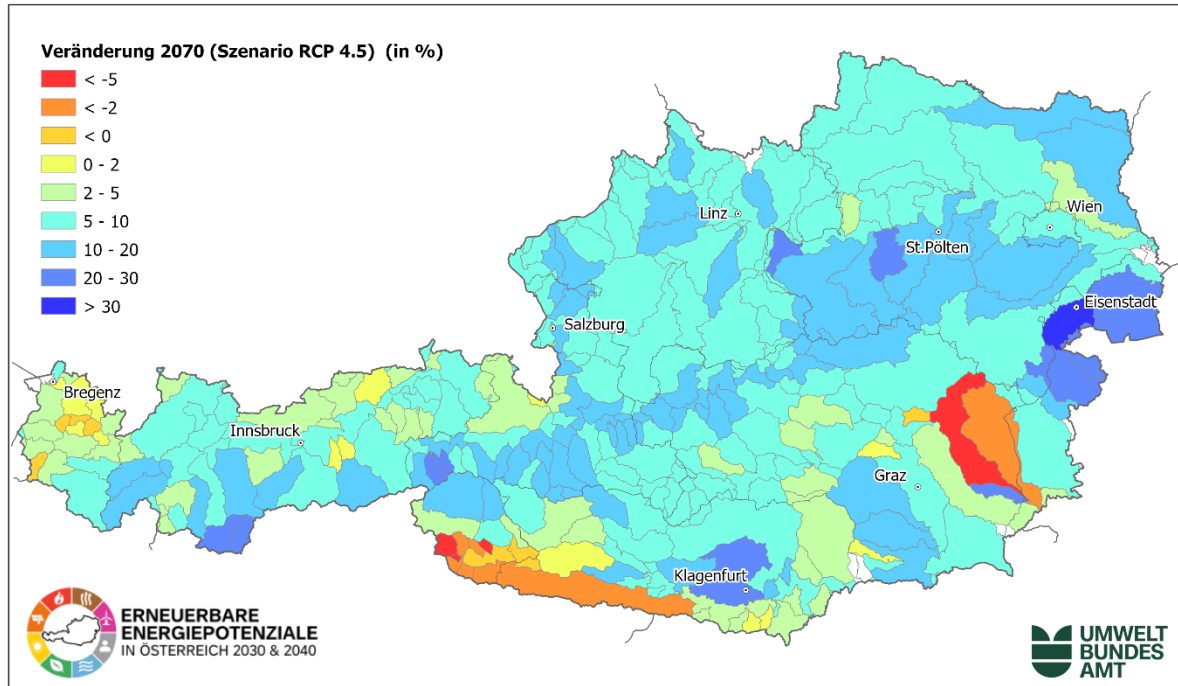 Veränderung 2070 (Szenario RCP 4.5) (in %)
< -5
< -2
< 0
0 - 2
2 - 5
5 - 10
10 - 20
20 - 30
> 30
Linz
Wien
St.Pölten
Eisenstadt
Salzburg
Bregenz
Innsbruck
Graz
Klagenfurt
ERNEUERBARE
ENERGIEPOTENZIALE
IN ÖSTERREICH 2030 & 2040
UMWELT
BUNDES
AMT